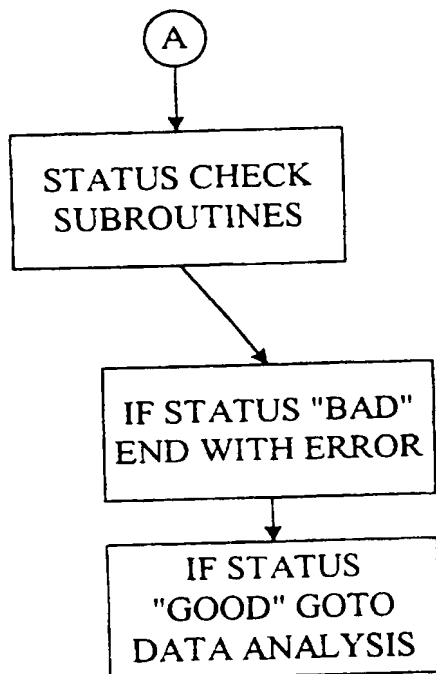 A
STATUS CHECK
SUBROUTINES
IF STATUS "BAD"
END WITH ERROR
IF STATUS
"GOOD" GOTO
DATA ANALYSIS